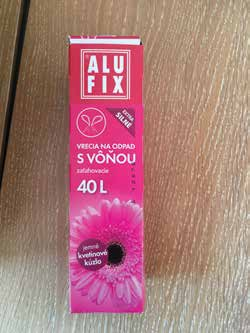 ALU
FIX
EXTRA
SILNÉ
VRECIA NA ODPAD
S VÔŇOU
zaťahovacie
40 L
jemné
kvetinové
kúzlo